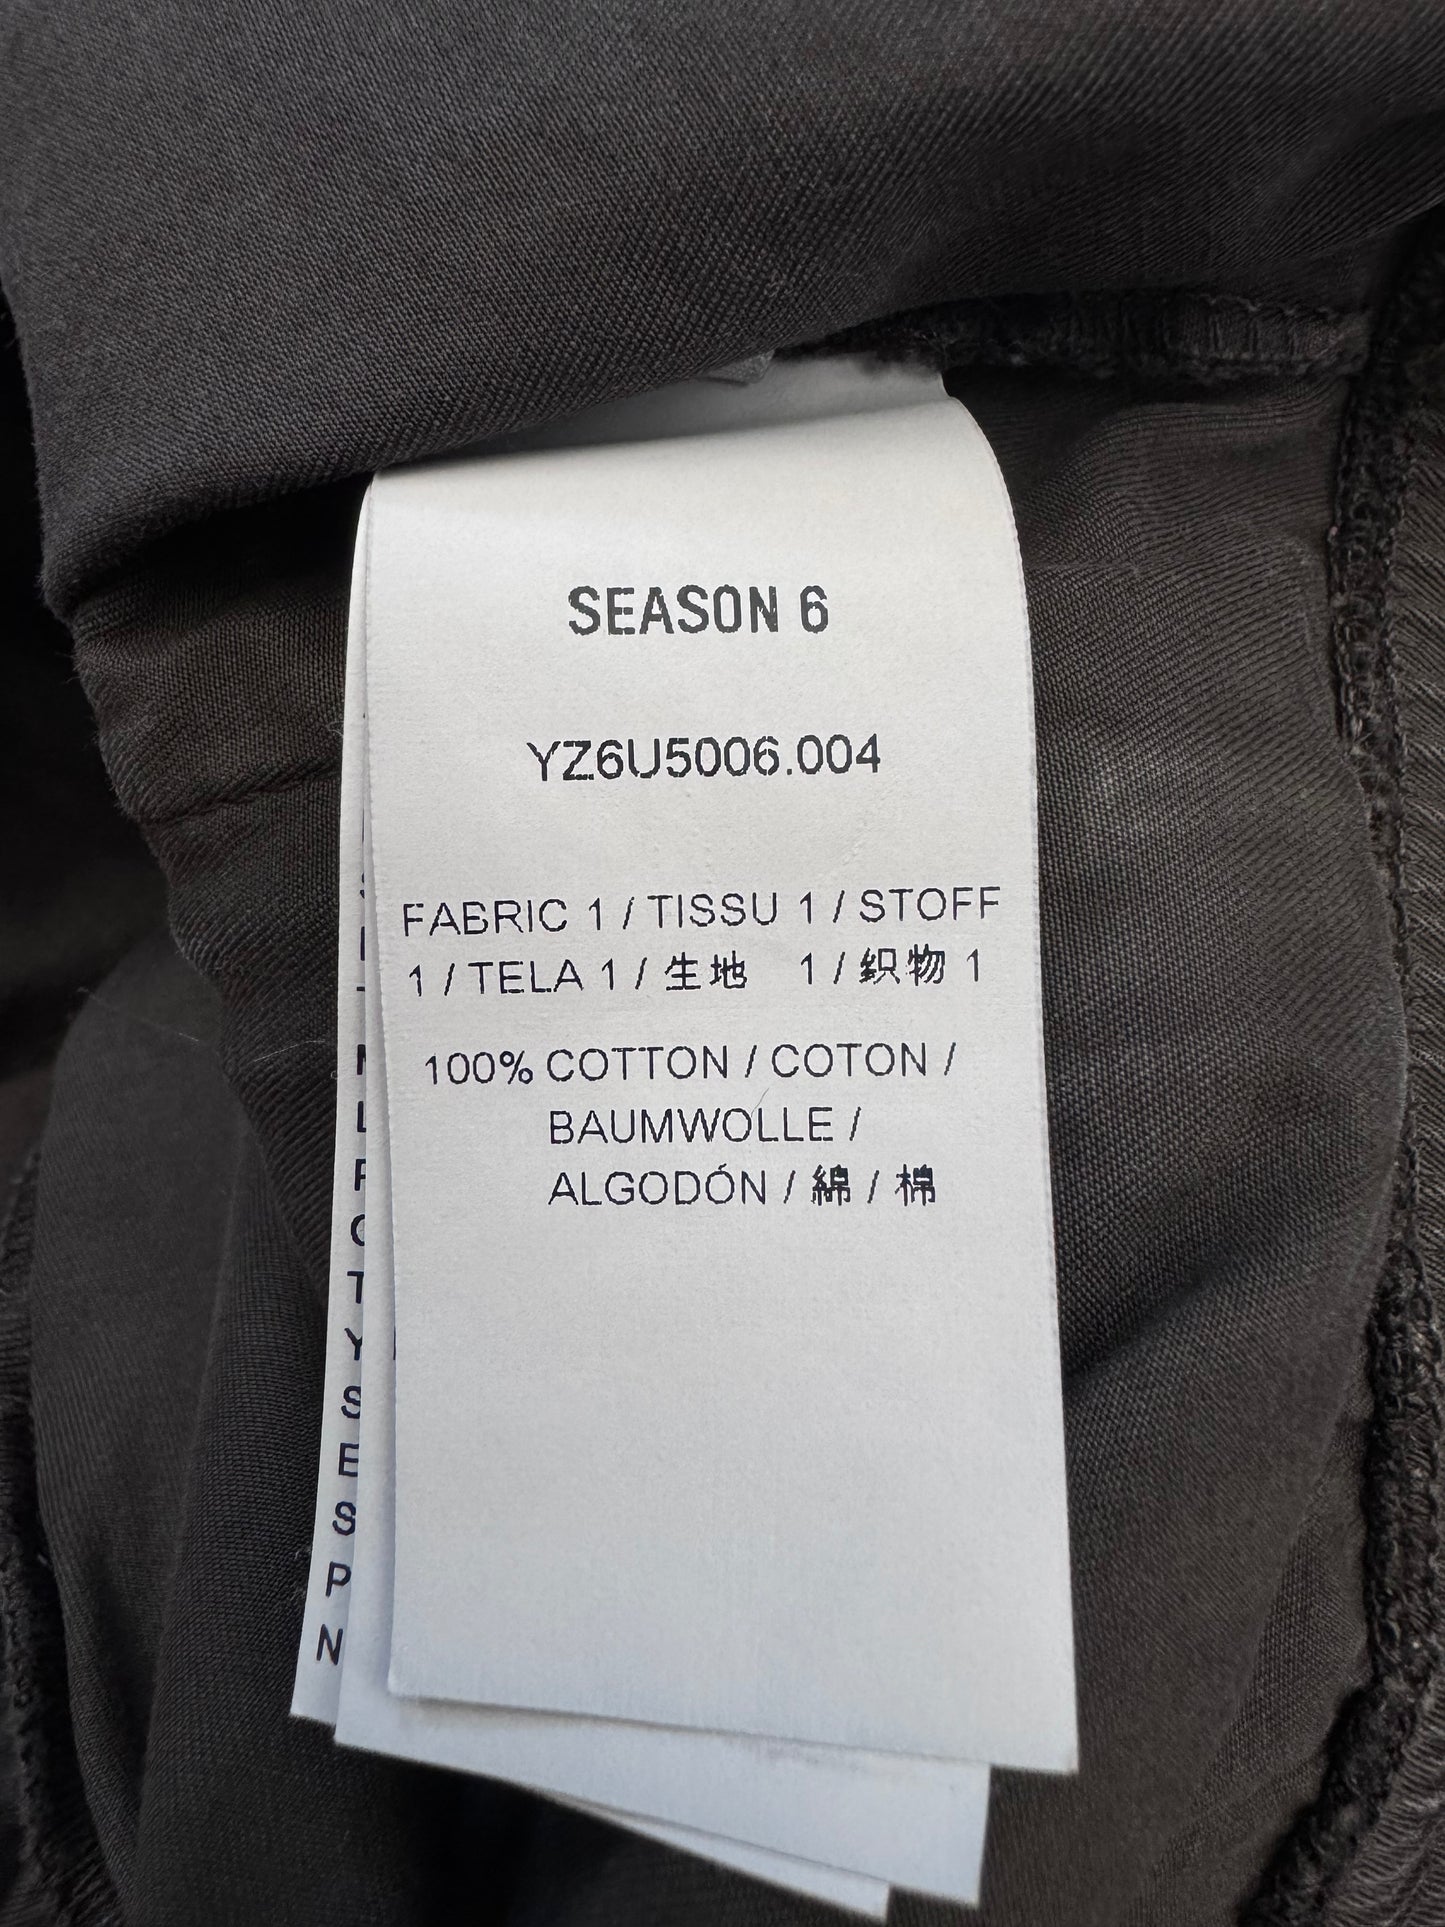 SEASON 6
YZ6U5006.004
FABRIC 1 / TISSU 1 / STOFF
1 / TELA 1 / 生地 1 / 织物 1
100% COTTON / COTON /
BAUMWOLLE /
ALGODÓN / 綿 / 棉